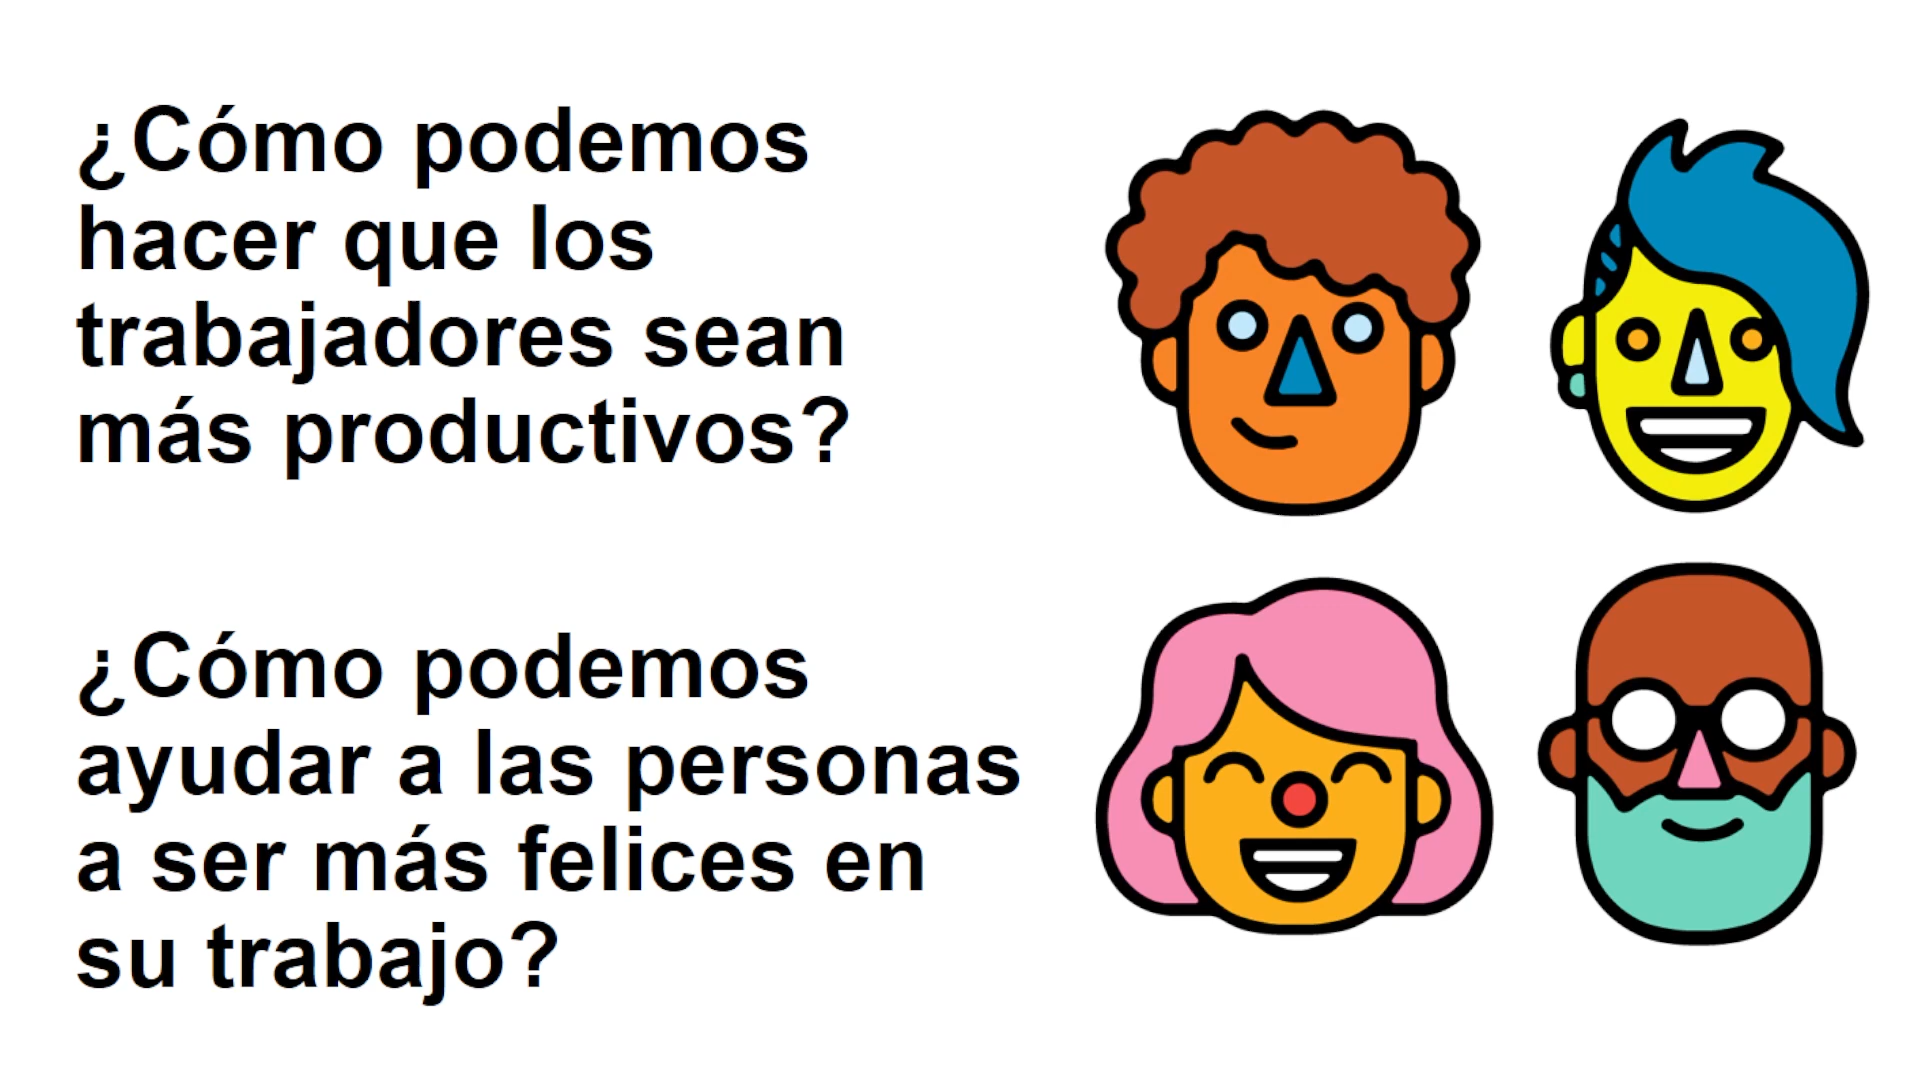 ¿Cómo podemos
hacer que los
trabajadores sean
más productivos?
¿Cómo podemos
ayudar a las personas
a ser más felices en
su trabajo?